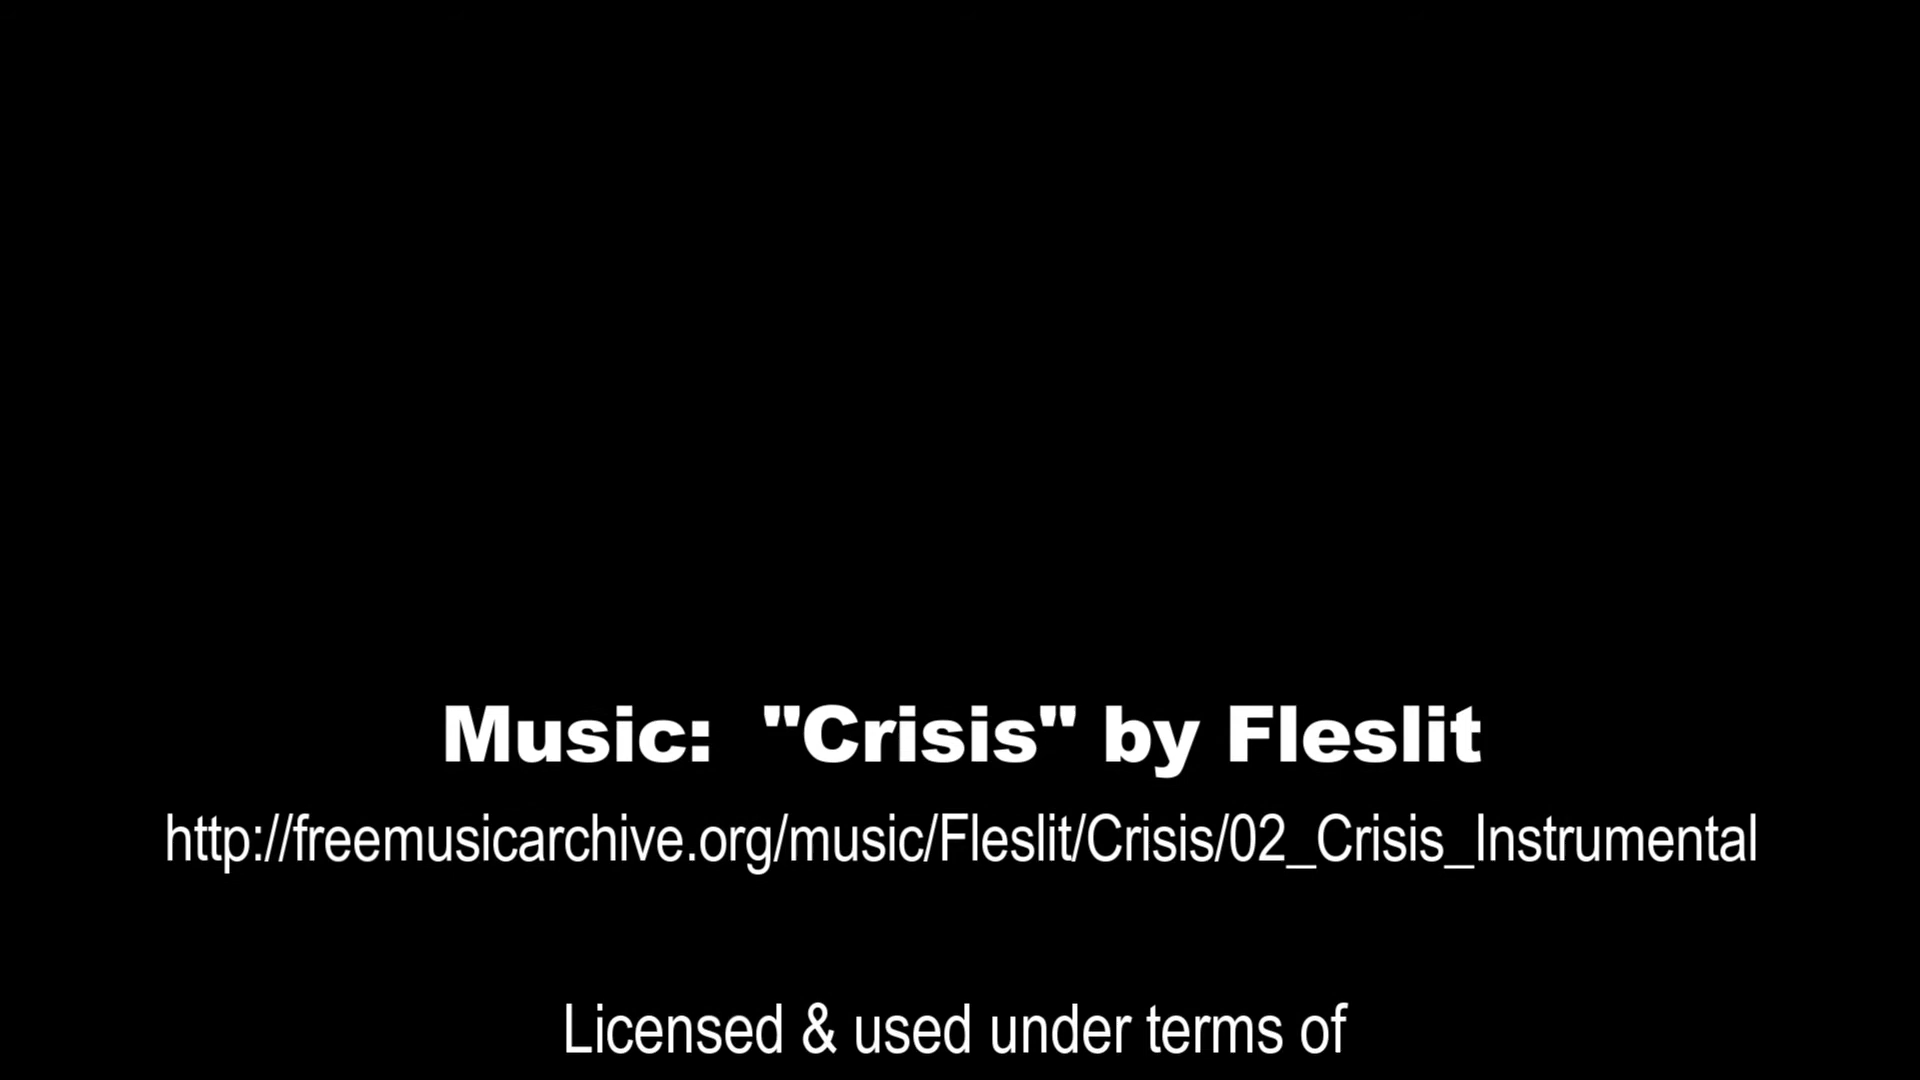 Music:  "Crisis" by Fleslit
http://freemusicarchive.org/music/Fleslit/Crisis/02_Crisis_Instrumental
Licensed & used under terms of